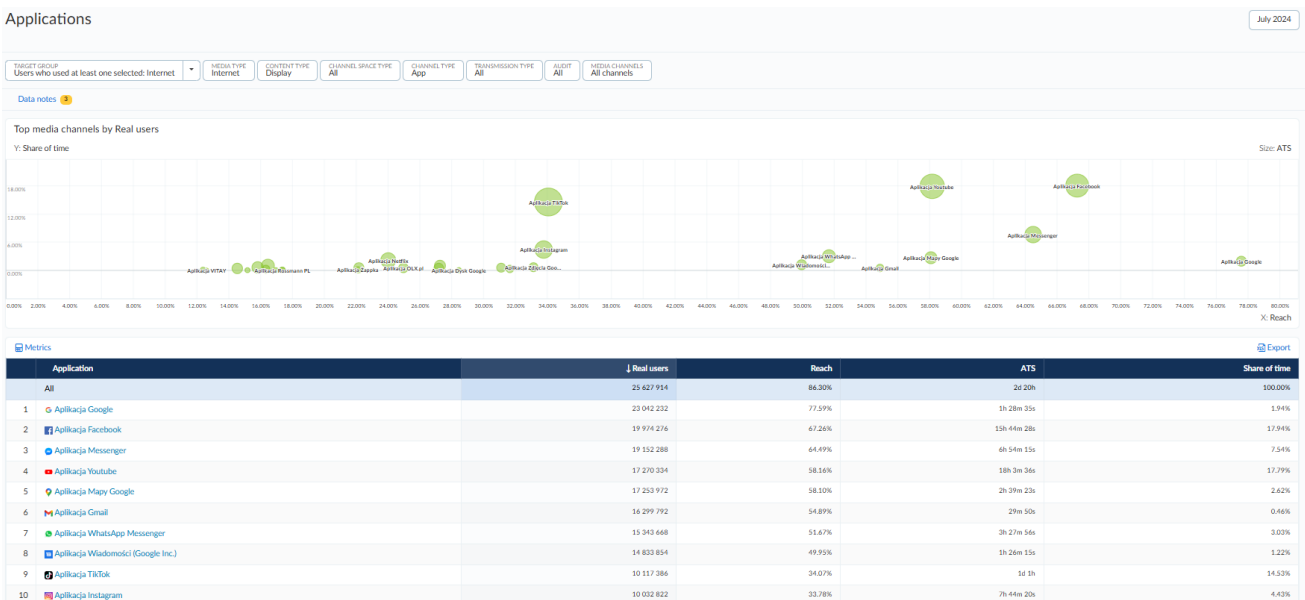 Applications
July 2024
TARGET GROUP
Users who used at least one selected: Internet
MEDIA TYPE
Internet
CONTENT TYPE
Display
CHANNEL SPACE TYPE
All
CHANNEL TYPE
App
TRANSMISSION TYPE
All
AUDIT
All
MEDIA CHANNELS
All channels
Data notes 3
Top media channels by Real users
Y: Share of time Size: ATS
18.00%
12.00%
6.00%
0.00%
Aplikacja Youtube
Aplikacja Facebook
Aplikacja TikTok
Aplikacja Messenger
Aplikacja Instagram
Aplikacja WhatsApp ...
Aplikacja Mapy Google
Aplikacja Netflix
Aplikacja Google
Aplikacja Wiadomości...
Aplikacja VITAY
Aplikacja Rossmann PL
Aplikacja Żappka
Aplikacja OLX.pl
Aplikacja Dysk Google
Aplikacja Zdjęcia Goo...
Aplikacja Gmail
0.00% 2.00% 4.00% 6.00% 8.00% 10.00% 12.00% 14.00% 16.00% 18.00% 20.00% 22.00% 24.00% 26.00% 28.00% 30.00% 32.00% 34.00% 36.00% 38.00% 40.00% 42.00% 44.00% 46.00% 48.00% 50.00% 52.00% 54.00% 56.00% 58.00% 60.00% 62.00% 64.00% 66.00% 68.00% 70.00% 72.00% 74.00% 76.00% 78.00% 80.00%
X: Reach
Metrics Export
Application ↓ Real users Reach ATS Share of time
All 25 627 914 86.30% 2d 20h 100.00%
1 Aplikacja Google 23 042 232 77.59% 1h 28m 35s 1.94%
2 Aplikacja Facebook 19 974 276 67.26% 15h 44m 28s 17.94%
3 Aplikacja Messenger 19 152 288 64.49% 6h 54m 15s 7.54%
4 Aplikacja Youtube 17 270 334 58.16% 18h 3m 36s 17.79%
5 Aplikacja Mapy Google 17 253 972 58.10% 2h 39m 23s 2.62%
6 Aplikacja Gmail 16 299 792 54.89% 29m 50s 0.46%
7 Aplikacja WhatsApp Messenger 15 343 668 51.67% 3h 27m 56s 3.03%
8 Aplikacja Wiadomości (Google Inc.) 14 833 854 49.95% 1h 26m 15s 1.22%
9 Aplikacja TikTok 10 117 386 34.07% 1d 1h 14.53%
10 Aplikacja Instagram 10 032 822 33.78% 7h 44m 20s 4.43%